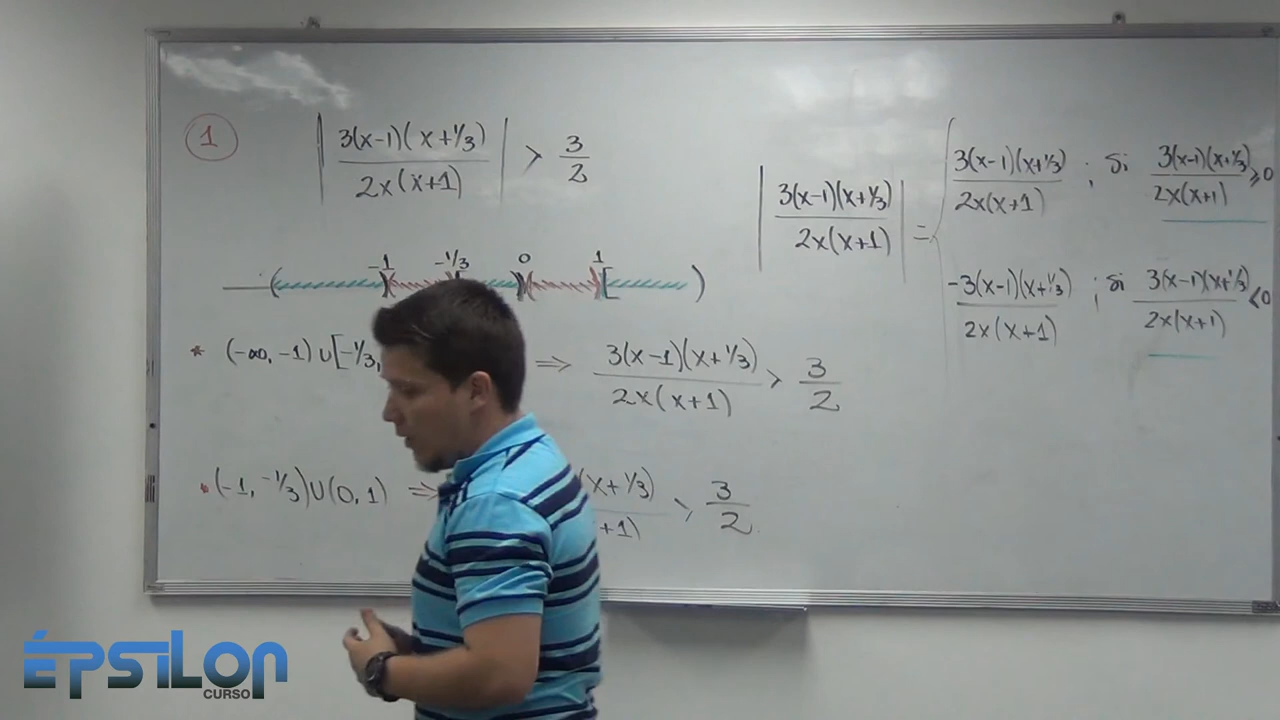 1
| 3(x-1)(x+1/3) / 2x(x+1) | > 3/2
-1 -1/3 0 1
* (-∞, -1) ∪ [-1/3,
⇒ 3(x-1)(x+1/3) / 2x(x+1) > 3/2
• (-1, -1/3) ∪ (0, 1) ⇒
(x+1/3) / +1) > 3/2
| 3(x-1)(x+1/3) / 2x(x+1) | = {
3(x-1)(x+1/3) / 2x(x+1) ; si 3(x-1)(x+1/3) / 2x(x+1) ≥ 0
-3(x-1)(x+1/3) / 2x(x+1) ; si 3(x-1)(x+1/3) / 2x(x+1) < 0
ÉPSILON
CURSO